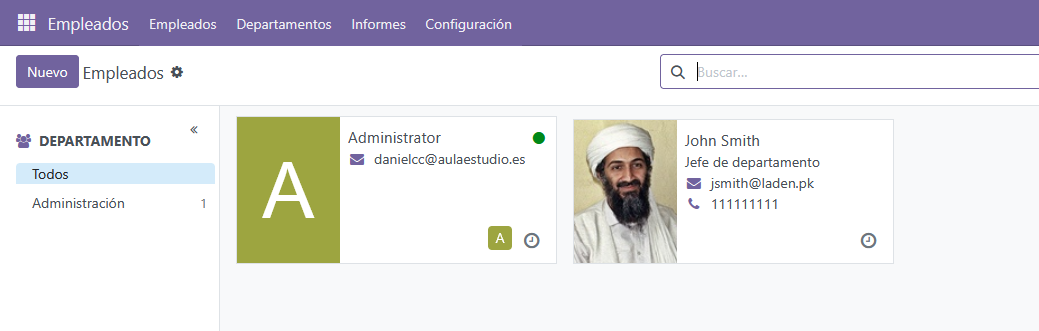 Empleados Empleados Departamentos Informes Configuración
Nuevo Empleados Buscar...
DEPARTAMENTO «
Todos
Administración 1
A
Administrator
danielcc@aulaestudio.es
A
John Smith
Jefe de departamento
jsmith@laden.pk
111111111